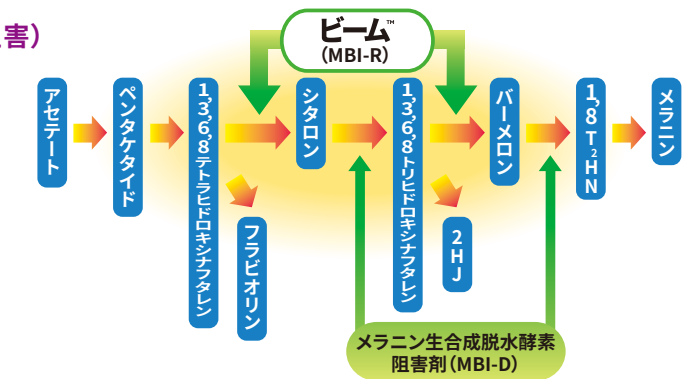 害）
ビーム™
(MBI-R)
アセテート
ペンタケタイド
1,3,6,8テトラヒドロキシナフタレン
シタロン
1,3,6,8トリヒドロキシナフタレン
バーメロン
1,8T₂HN
メラニン
フラビオリン
2HJ
メラニン生合成脱水酵素
阻害剤(MBI-D)